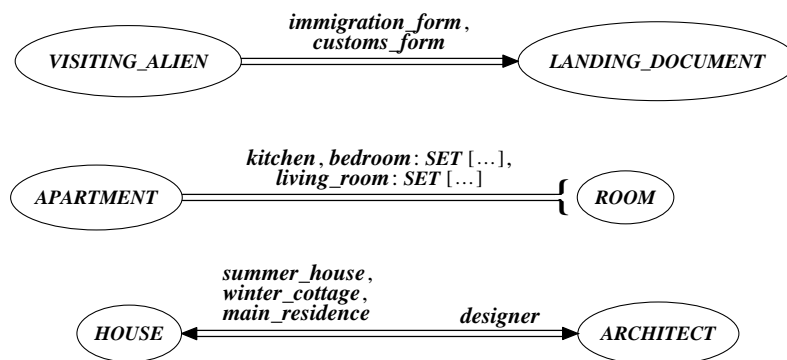 immigration_form,
customs_form
VISITING_ALIEN
LANDING_DOCUMENT
kitchen, bedroom: SET […],
living_room: SET […]
APARTMENT
{
ROOM
summer_house,
winter_cottage,
main_residence
designer
HOUSE
ARCHITECT